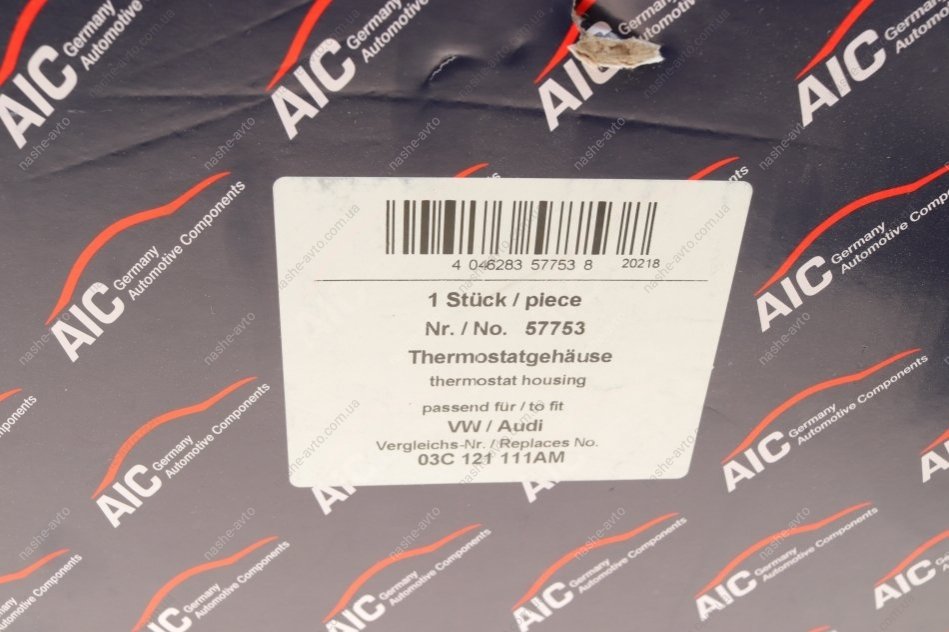 AIC Germany Automotive Components
4 046283 57753 8 20218
1 Stück / piece
Nr. / No. 57753
Thermostatgehäuse
thermostat housing
passend für / to fit
VW / Audi
Vergleichs-Nr. / Replaces No.
03C 121 111AM
nashe-avto.com.ua